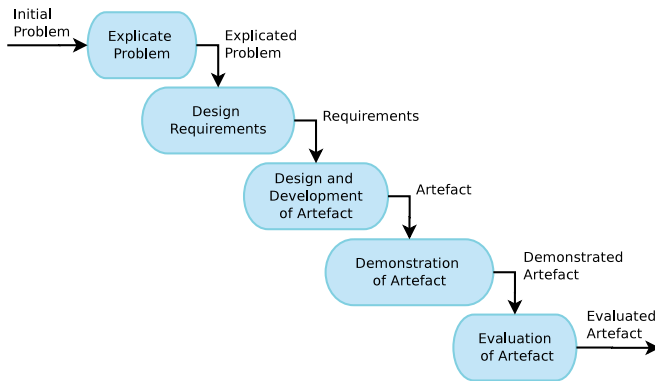 Initial
Problem
Explicate
Problem
Explicated
Problem
Design
Requirements
Requirements
Design and
Development
of Artefact
Artefact
Demonstration
of Artefact
Demonstrated
Artefact
Evaluation
of Artefact
Evaluated
Artefact